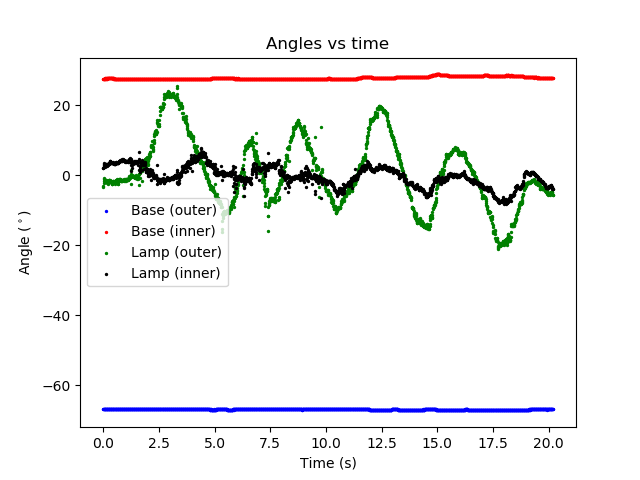 Angles vs time
20
0
−20
−40
−60
Angle (°)
Base (outer)
Base (inner)
Lamp (outer)
Lamp (inner)
0.0 2.5 5.0 7.5 10.0 12.5 15.0 17.5 20.0
Time (s)